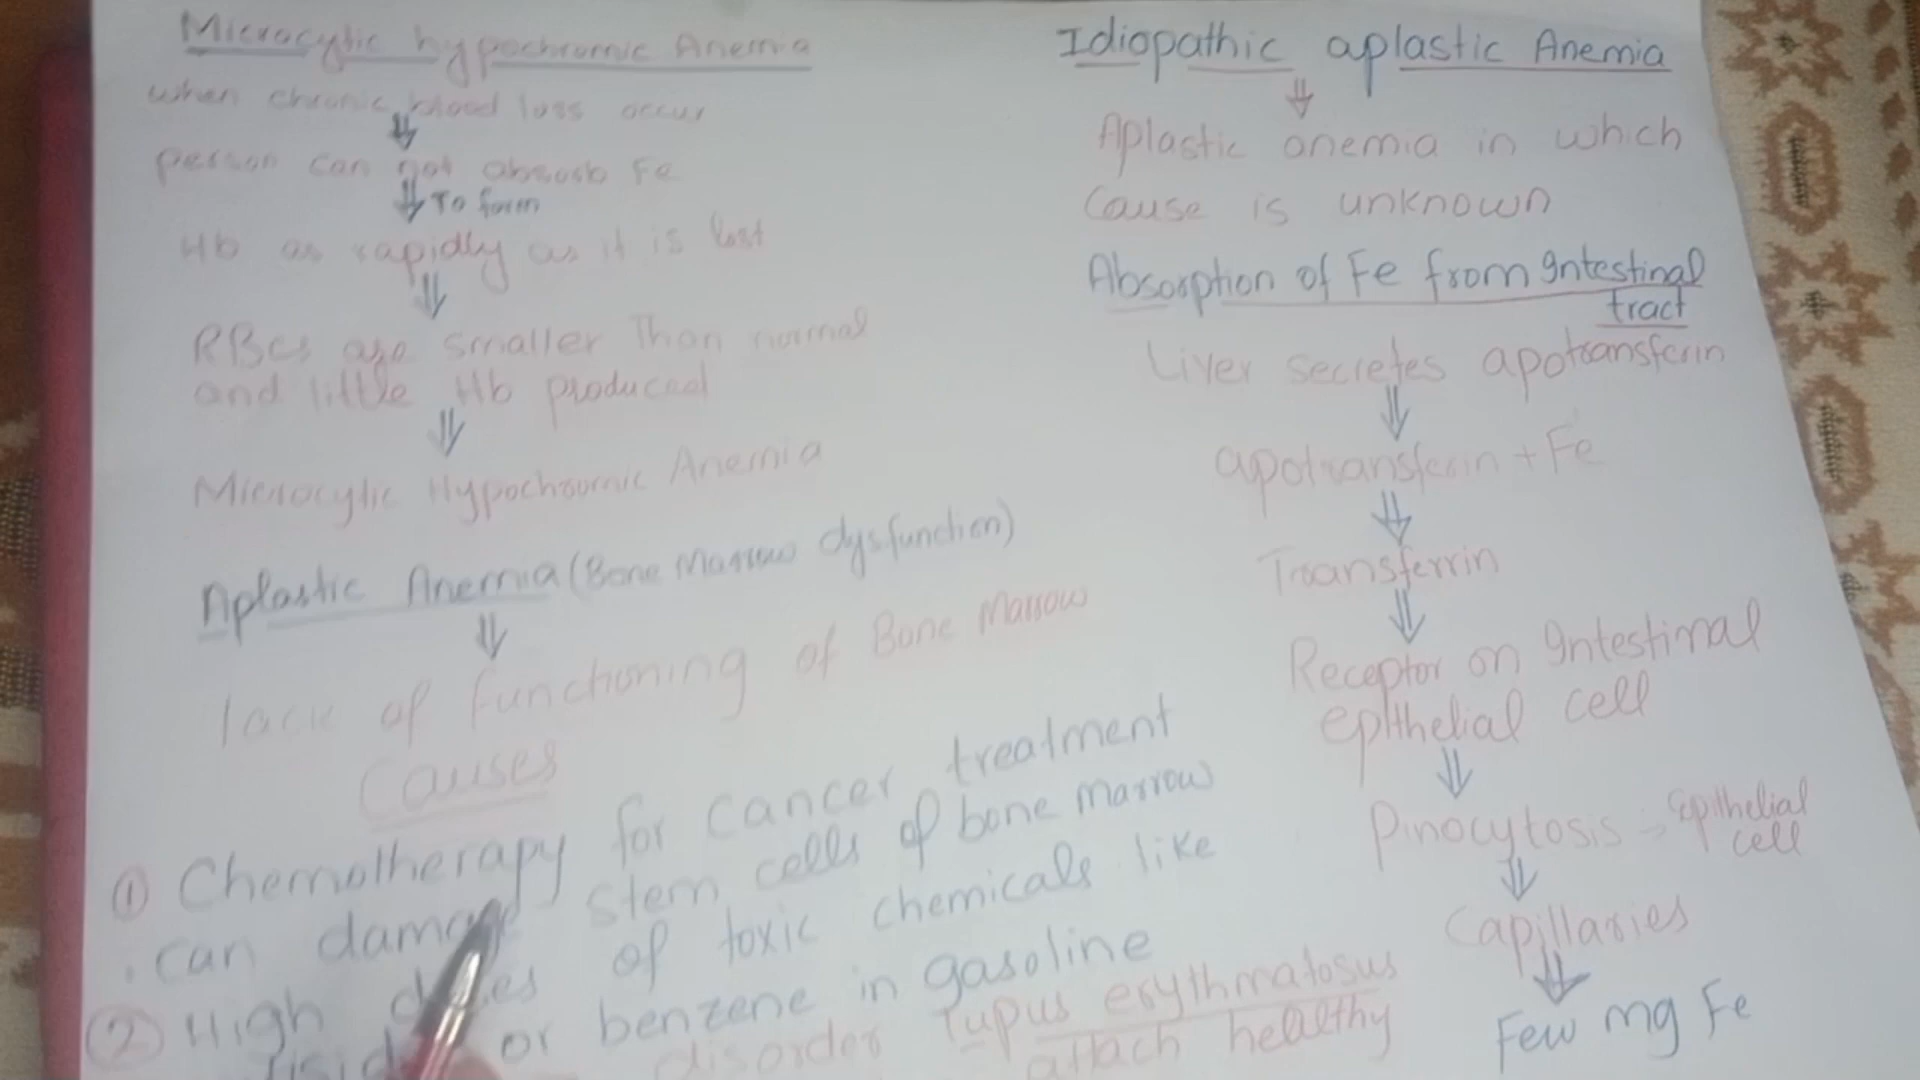 Microcytic hypochromic Anemia
when chronic blood loss occur
person can not absorb Fe
To form
Hb as rapidly as it is lost
RBCs are smaller Than normal
and little Hb produced
Microcytic Hypochromic Anemia
Aplastic Anemia (Bone Marrow dysfunction)
lack of functioning of Bone Marrow
Causes
① Chemotherapy for cancer treatment
can damage stem cells of bone marrow
② High doses of toxic chemicals like
or benzene in gasoline
disorder lupus erythmatosus
attach healthy
Idiopathic aplastic Anemia
Aplastic anemia in which
Cause is unknown
Absorption of Fe from Intestinal
tract
Liver secretes apotransferin
apotransferin + Fe
Transferrin
Receptor on Intestinal
epithelial cell
Pinocytosis → Epithelial
cell
Capillaries
Few mg Fe